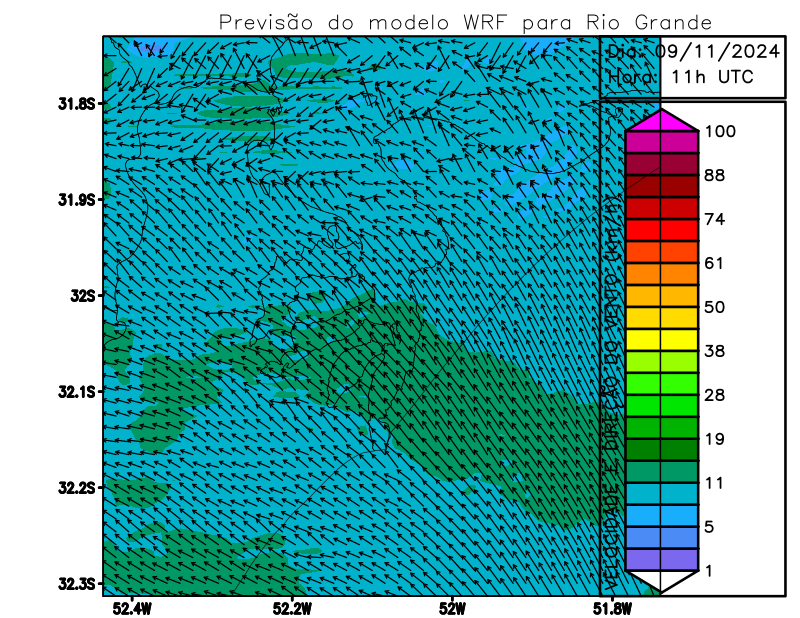 Previsão do modelo WRF para Rio Grande
Dia: 09/11/2024
Hora: 11h UTC
31.8S
31.9S
32S
32.1S
32.2S
32.3S
52.4W
52.2W
52W
51.8W
VELOCIDADE E DIREÇÃO DO VENTO (km/h)
100
88
74
61
50
38
28
19
11
5
1